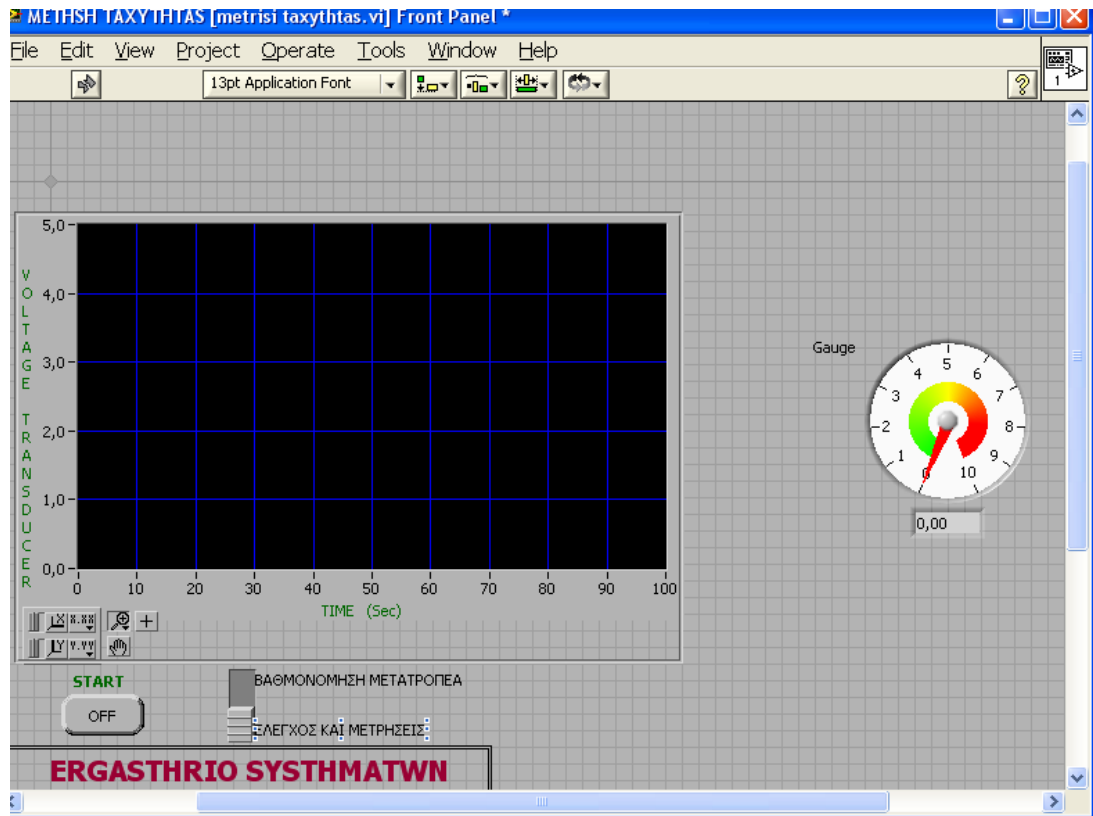 METHSH TAXYTHTAS [metrisi taxythtas.vi] Front Panel *
File Edit View Project Operate Tools Window Help
13pt Application Font
?
1
5,0
4,0
3,0
2,0
1,0
0,0
VOLTAGE TRANSDUCER
0 10 20 30 40 50 60 70 80 90 100
TIME (Sec)
X.XX
Y.YY
Gauge
0 1 2 3 4 5 6 7 8 9 10
0,00
START
OFF
ΒΑΘΜΟΝΟΜΗΣΗ ΜΕΤΑΤΡΟΠΕΑ
ΕΛΕΓΧΟΣ ΚΑΙ ΜΕΤΡΗΣΕΙΣ
ERGASTHRIO SYSTHMATWN